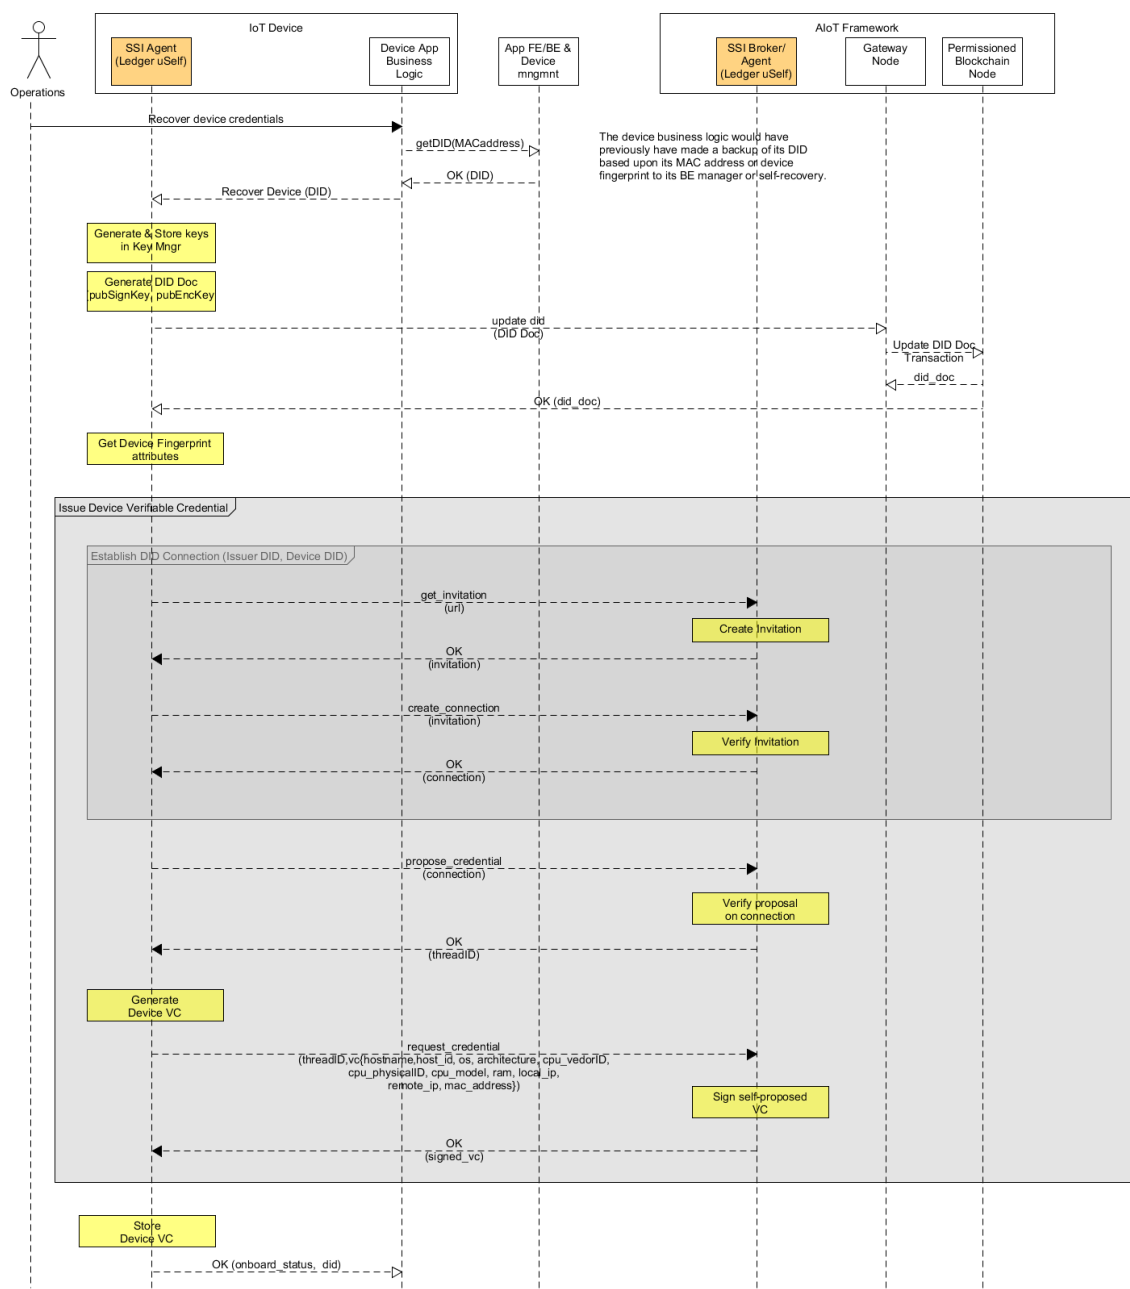 IoT Device
AIoT Framework
SSI Agent
(Ledger uSelf)
Device App
Business
Logic
App FE/BE &
Device
mngmnt
SSI Broker/
Agent
(Ledger uSelf)
Gateway
Node
Permissioned
Blockchain
Node
Operations
Recover device credentials
getDID(MACaddress)
The device business logic would have
previously have made a backup of its DID
based upon its MAC address or device
fingerprint to its BE manager or self-recovery.
OK (DID)
Recover Device (DID)
Generate & Store keys
in Key Mngr
Generate DID Doc
(pubSignKey, pubEncKey
update did
(DID Doc)
Update DID Doc
Transaction
did_doc
OK (did_doc)
Get Device Fingerprint
attributes
Issue Device Verifiable Credential
Establish DID Connection (Issuer DID, Device DID)
get_invitation
(url)
Create Invitation
OK
(invitation)
create_connection
(invitation)
Verify Invitation
OK
(connection)
propose_credential
(connection)
Verify proposal
on connection
OK
(threadID)
Generate
Device VC
request_credential
(threadID,vc{hostname,host_id, os, architecture, cpu_vedorID,
cpu_physicalID, cpu_model, ram, local_ip,
remote_ip, mac_address})
Sign self-proposed
VC
OK
(signed_vc)
Store
Device VC
OK (onboard_status,  did)